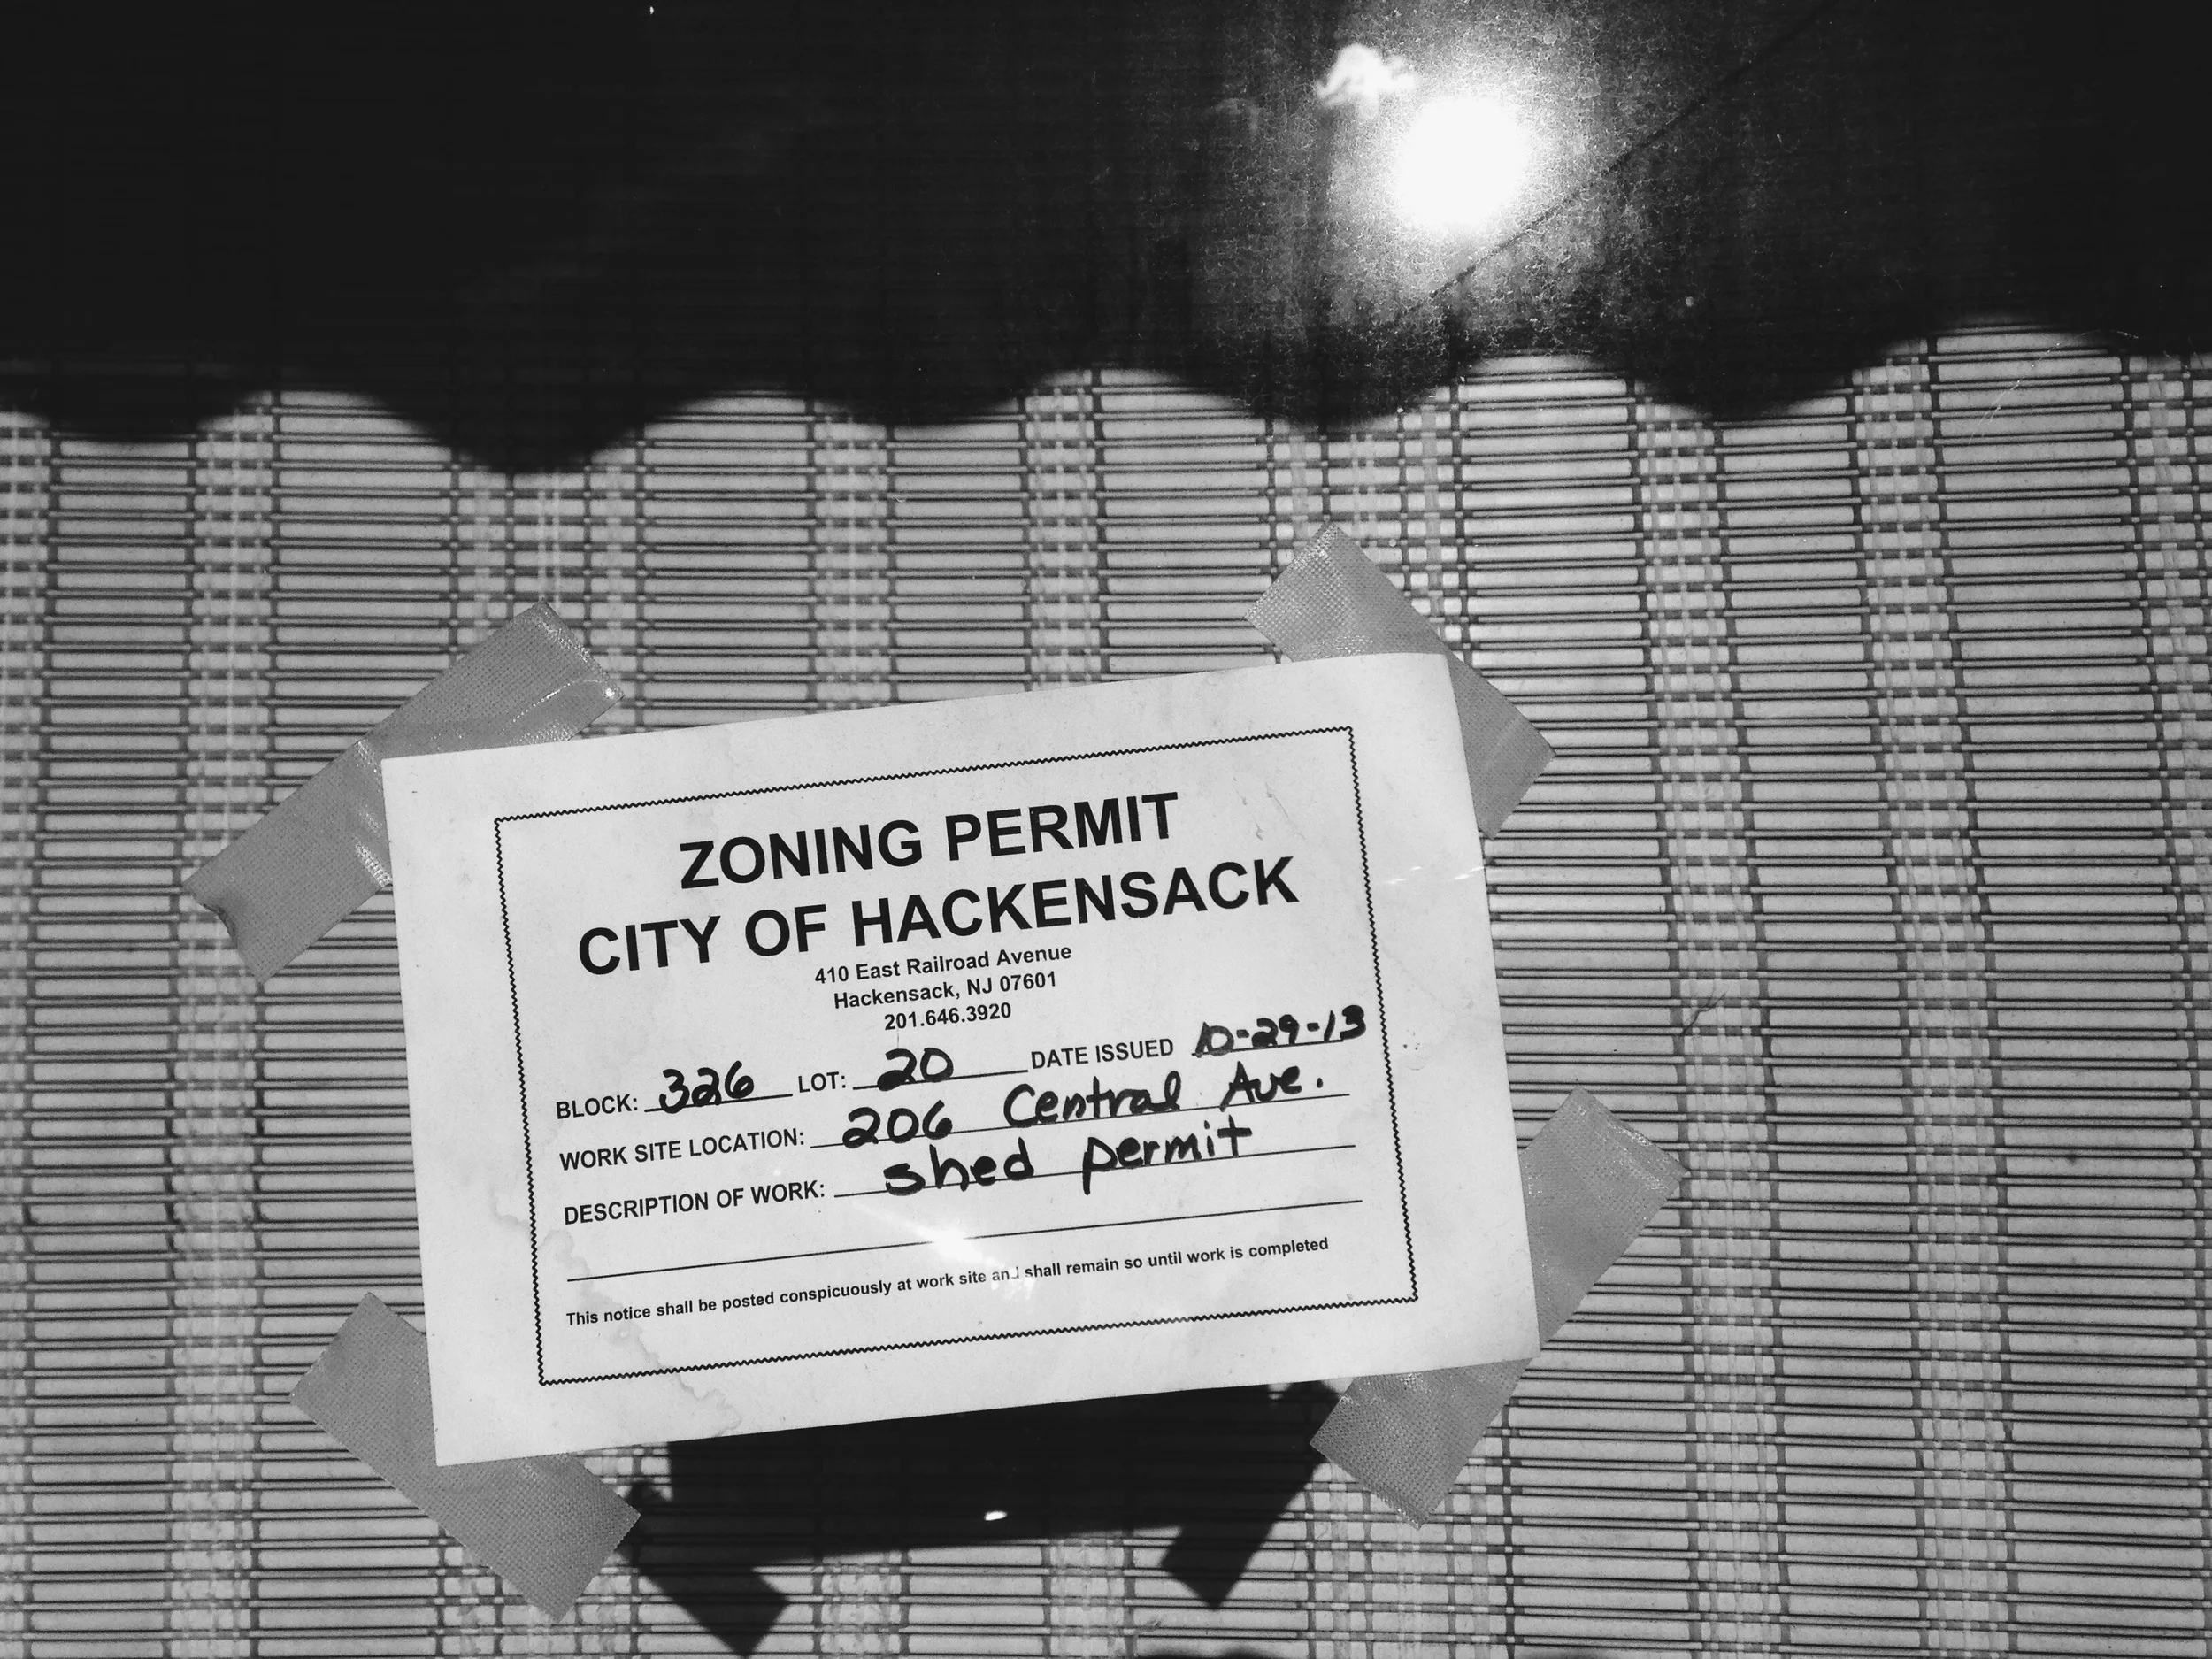 ZONING PERMIT
CITY OF HACKENSACK
410 East Railroad Avenue
Hackensack, NJ 07601
201.646.3920
BLOCK: 326 LOT: 20 DATE ISSUED 10-29-13
WORK SITE LOCATION: 206 Central Ave.
DESCRIPTION OF WORK: shed permit
This notice shall be posted conspicuously at work site and shall remain so until work is completed